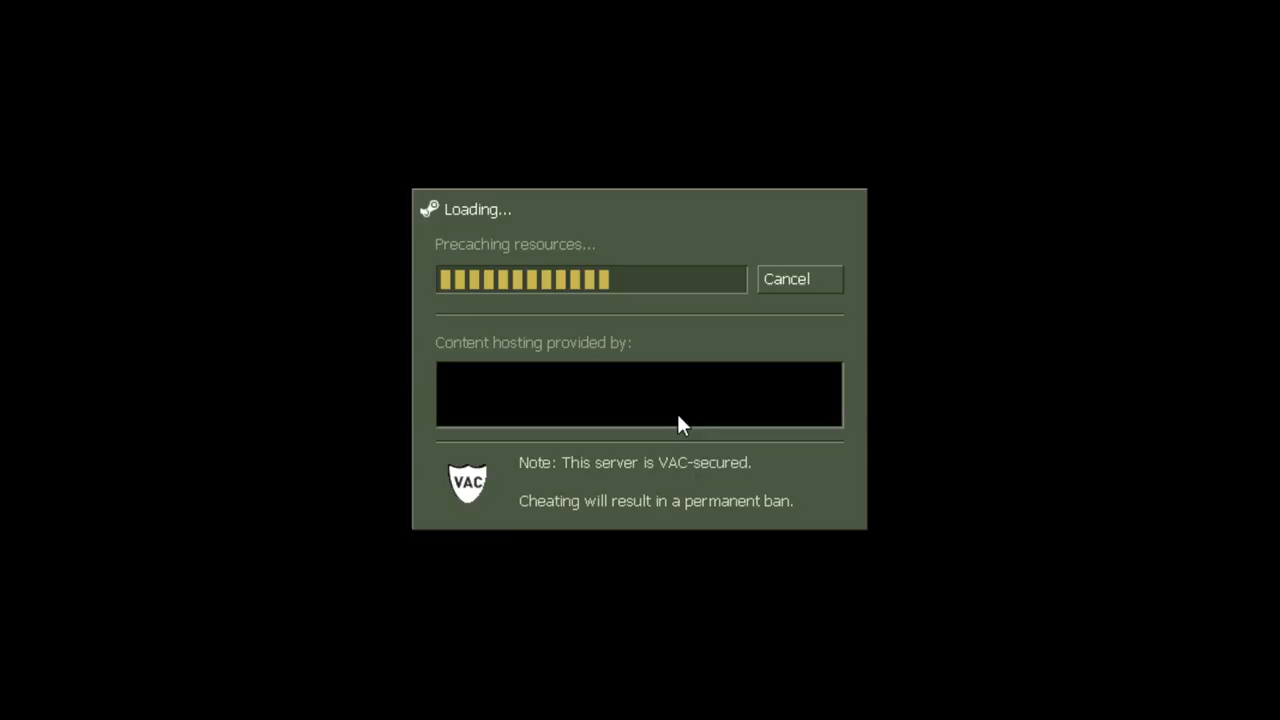 Loading...
Precaching resources...
Cancel
Content hosting provided by:
Note: This server is VAC-secured.
VAC
Cheating will result in a permanent ban.